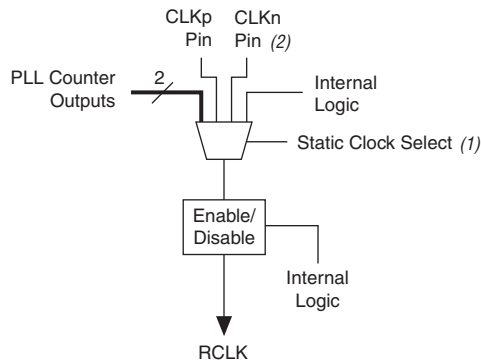 CLKp
Pin
CLKn
Pin (2)
PLL Counter
Outputs
2
Internal
Logic
Static Clock Select (1)
Enable/
Disable
Internal
Logic
RCLK